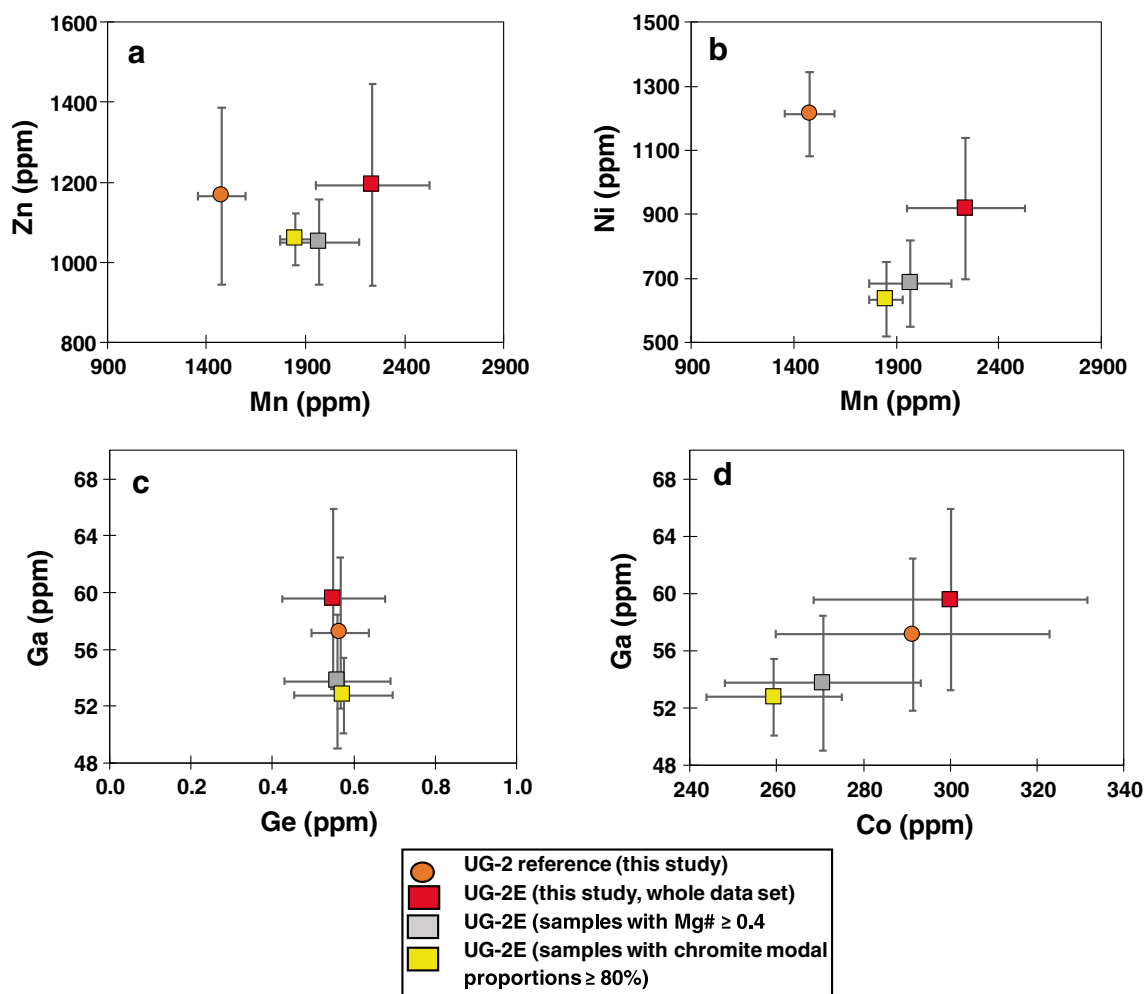 a
1600
1400
1200
1000
800
Zn (ppm)
900 1400 1900 2400 2900
Mn (ppm)
b
1500
1300
1100
900
700
500
Ni (ppm)
900 1400 1900 2400 2900
Mn (ppm)
c
68
64
60
56
52
48
Ga (ppm)
0.0 0.2 0.4 0.6 0.8 1.0
Ge (ppm)
d
68
64
60
56
52
48
Ga (ppm)
240 260 280 300 320 340
Co (ppm)
UG-2 reference (this study)
UG-2E (this study, whole data set)
UG-2E (samples with Mg# ≥ 0.4
UG-2E (samples with chromite modal
proportions ≥ 80%)